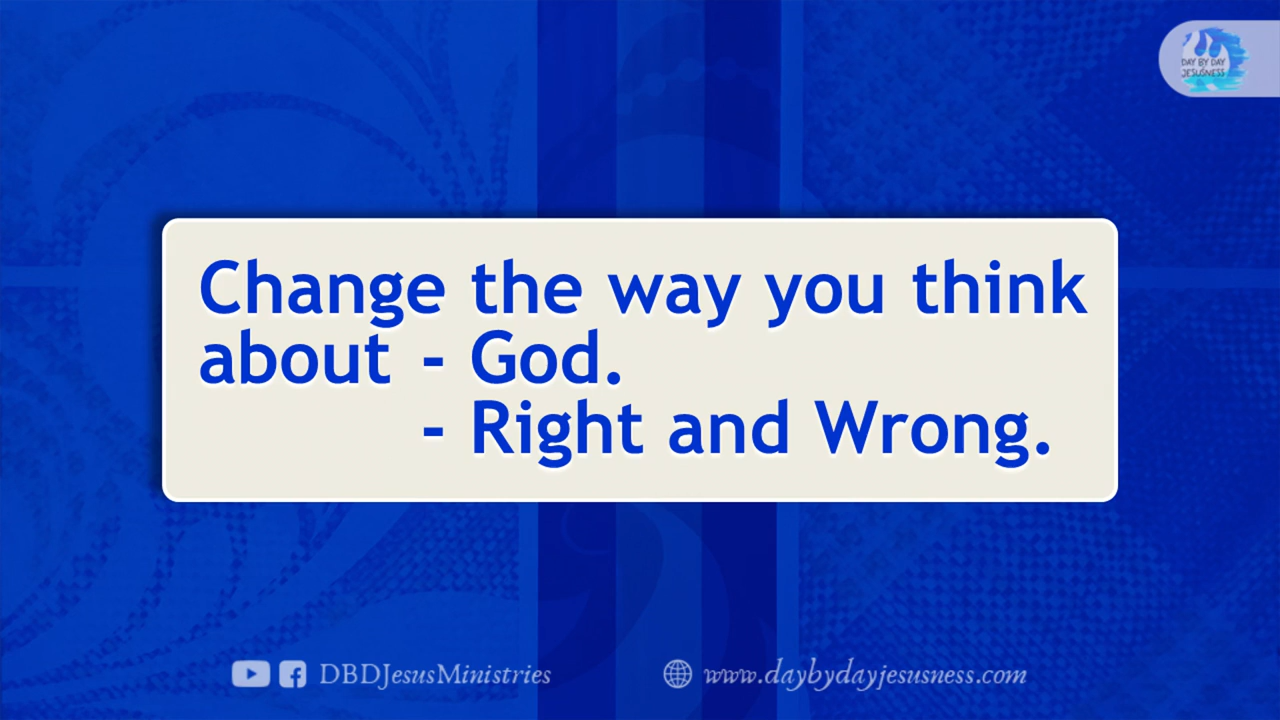 DAY BY DAY
JESUSNESS
Change the way you think
about - God.
- Right and Wrong.
DBDJesusMinistries
www.daybydayjesusness.com